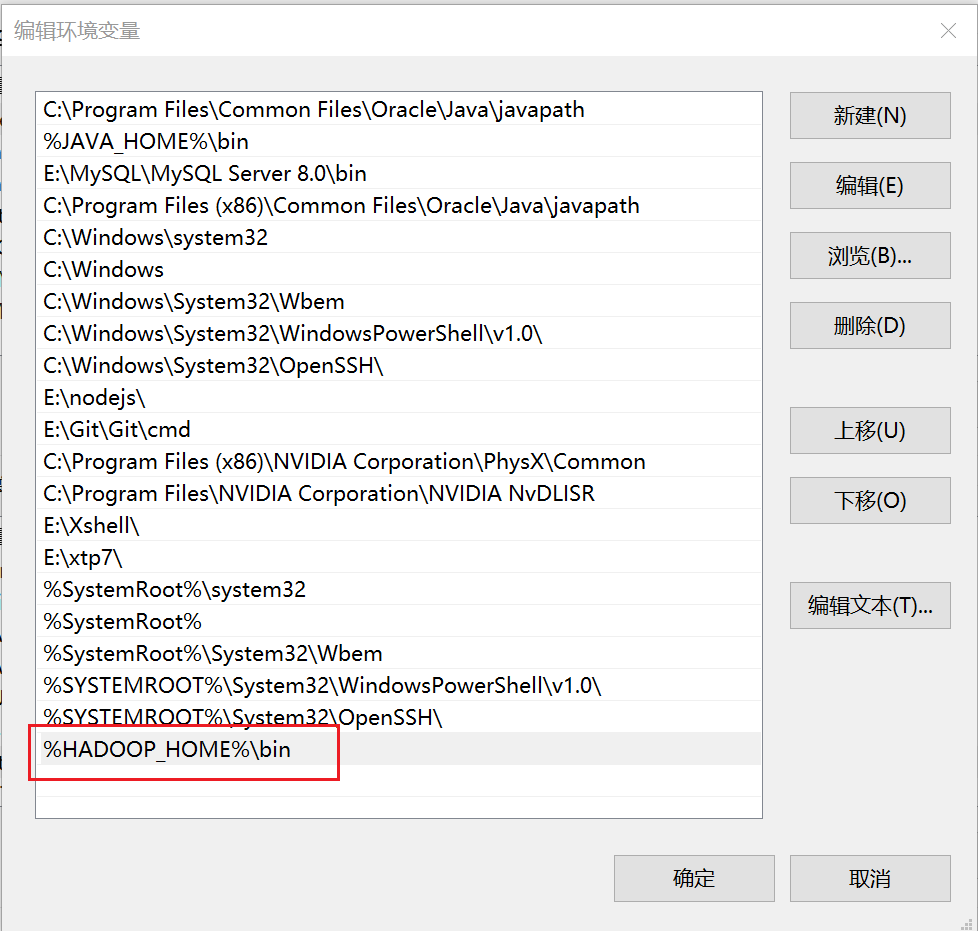 编辑环境变量
C:\Program Files\Common Files\Oracle\Java\javapath
%JAVA_HOME%\bin
E:\MySQL\MySQL Server 8.0\bin
C:\Program Files (x86)\Common Files\Oracle\Java\javapath
C:\Windows\system32
C:\Windows
C:\Windows\System32\Wbem
C:\Windows\System32\WindowsPowerShell\v1.0\
C:\Windows\System32\OpenSSH\
E:\nodejs\
E:\Git\Git\cmd
C:\Program Files (x86)\NVIDIA Corporation\PhysX\Common
C:\Program Files\NVIDIA Corporation\NVIDIA NvDLISR
E:\Xshell\
E:\xtp7\
%SystemRoot%\system32
%SystemRoot%
%SystemRoot%\System32\Wbem
%SYSTEMROOT%\System32\WindowsPowerShell\v1.0\
%SYSTEMROOT%\System32\OpenSSH\
%HADOOP_HOME%\bin
新建(N)
编辑(E)
浏览(B)...
删除(D)
上移(U)
下移(O)
编辑文本(T)...
确定
取消